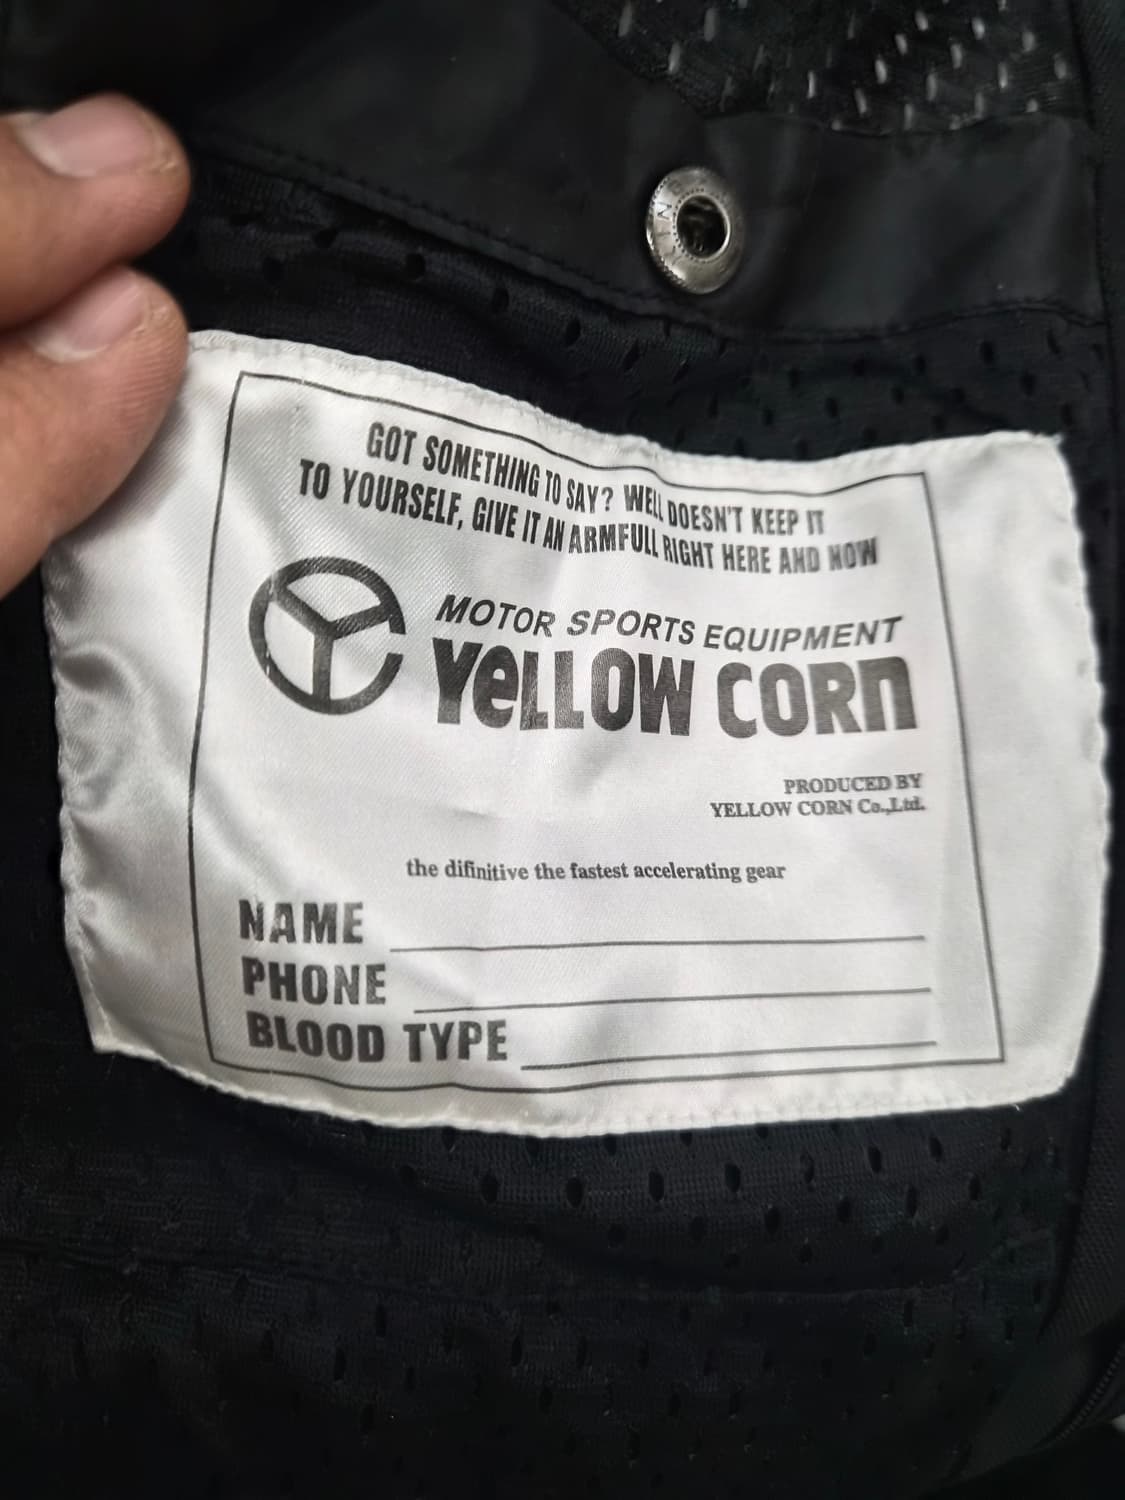 KING
GOT SOMETHING TO SAY? WELL DOESN'T KEEP IT
TO YOURSELF, GIVE IT AN ARMFULL RIGHT HERE AND NOW
MOTOR SPORTS EQUIPMENT
YeLLOW CORn
PRODUCED BY
YELLOW CORN Co.,Ltd.
the difinitive the fastest accelerating gear
NAME
PHONE
BLOOD TYPE